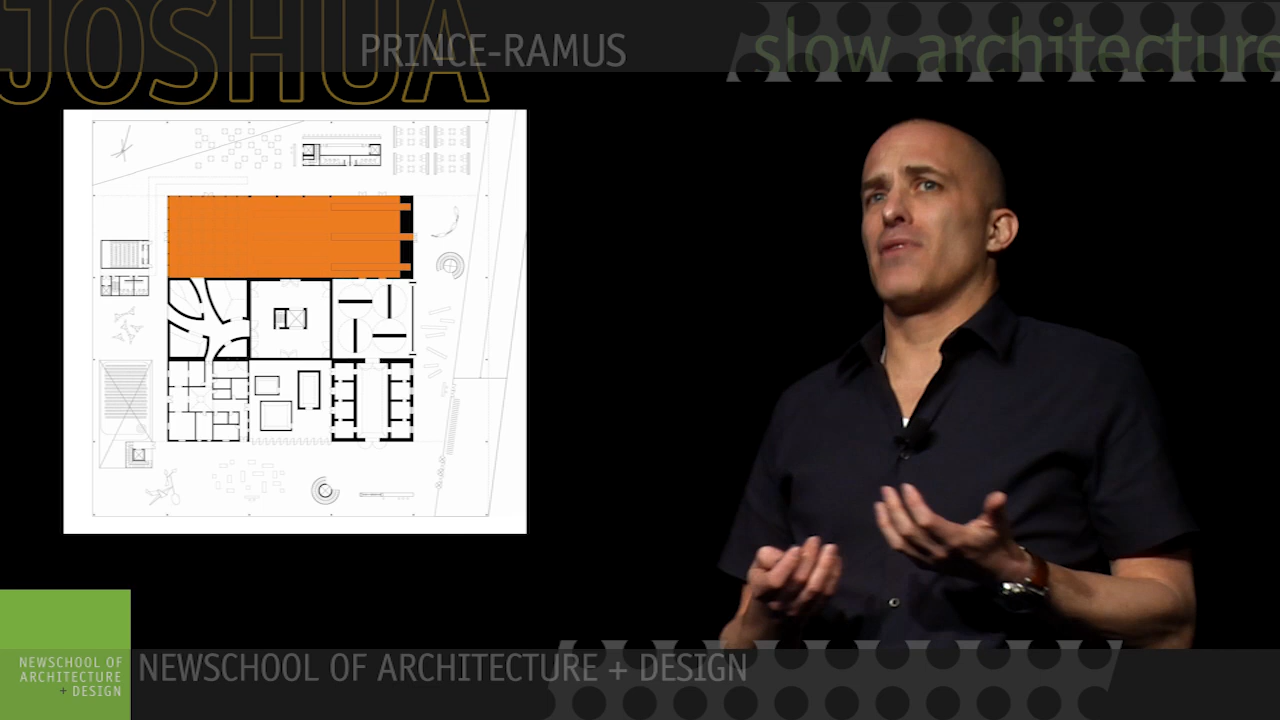 JOSHUA
PRINCE-RAMUS
slow architecture
NEWSCHOOL OF
ARCHITECTURE
+ DESIGN
NEWSCHOOL OF ARCHITECTURE + DESIGN